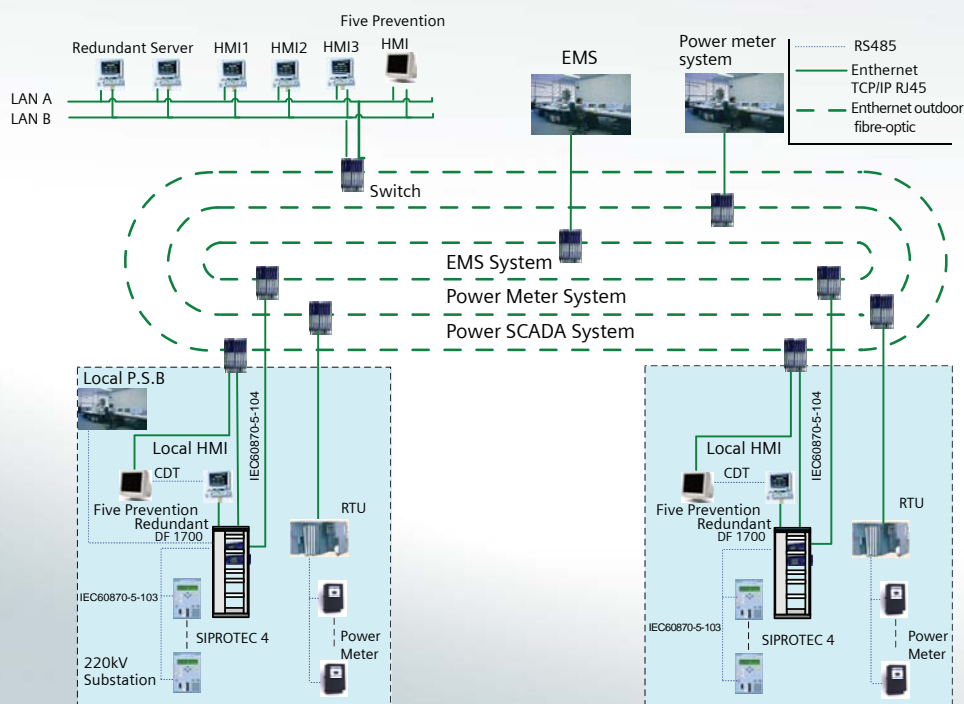 Five Prevention
Redundant Server
HMI1
HMI2
HMI3
HMI
EMS
Power meter
system
RS485
Enthernet
TCP/IP RJ45
Enthernet outdoor
fibre-optic
LAN A
LAN B
Switch
EMS System
Power Meter System
Power SCADA System
Local P.S.B
IEC60870-5-104
Local HMI
CDT
Five Prevention
Redundant
DF 1700
RTU
IEC60870-5-103
SIPROTEC 4
Power
Meter
220kV
Substation
IEC60870-5-104
Local HMI
CDT
Five Prevention
Redundant
DF 1700
RTU
IEC60870-5-103
SIPROTEC 4
Power
Meter